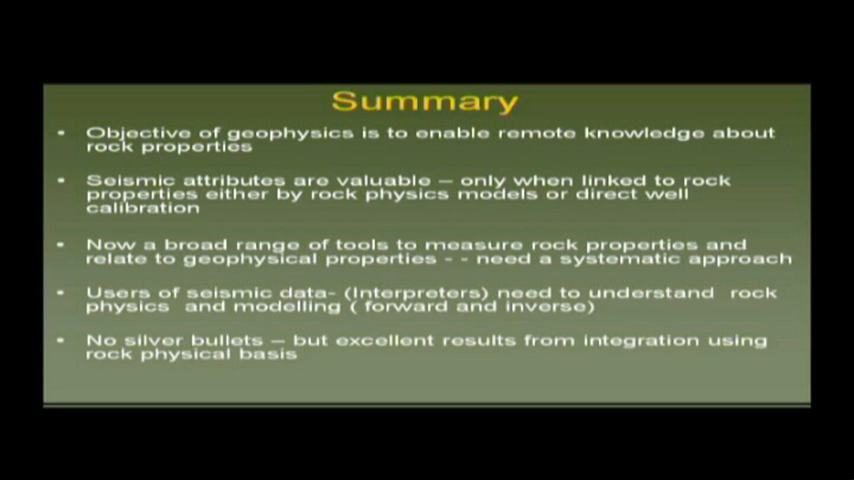 Summary
• Objective of geophysics is to enable remote knowledge about
rock properties
• Seismic attributes are valuable – only when linked to rock
properties either by rock physics models or direct well
calibration
• Now a broad range of tools to measure rock properties and
relate to geophysical properties - - need a systematic approach
• Users of seismic data- (Interpreters) need to understand rock
physics and modelling ( forward and inverse)
• No silver bullets – but excellent results from integration using
rock physical basis